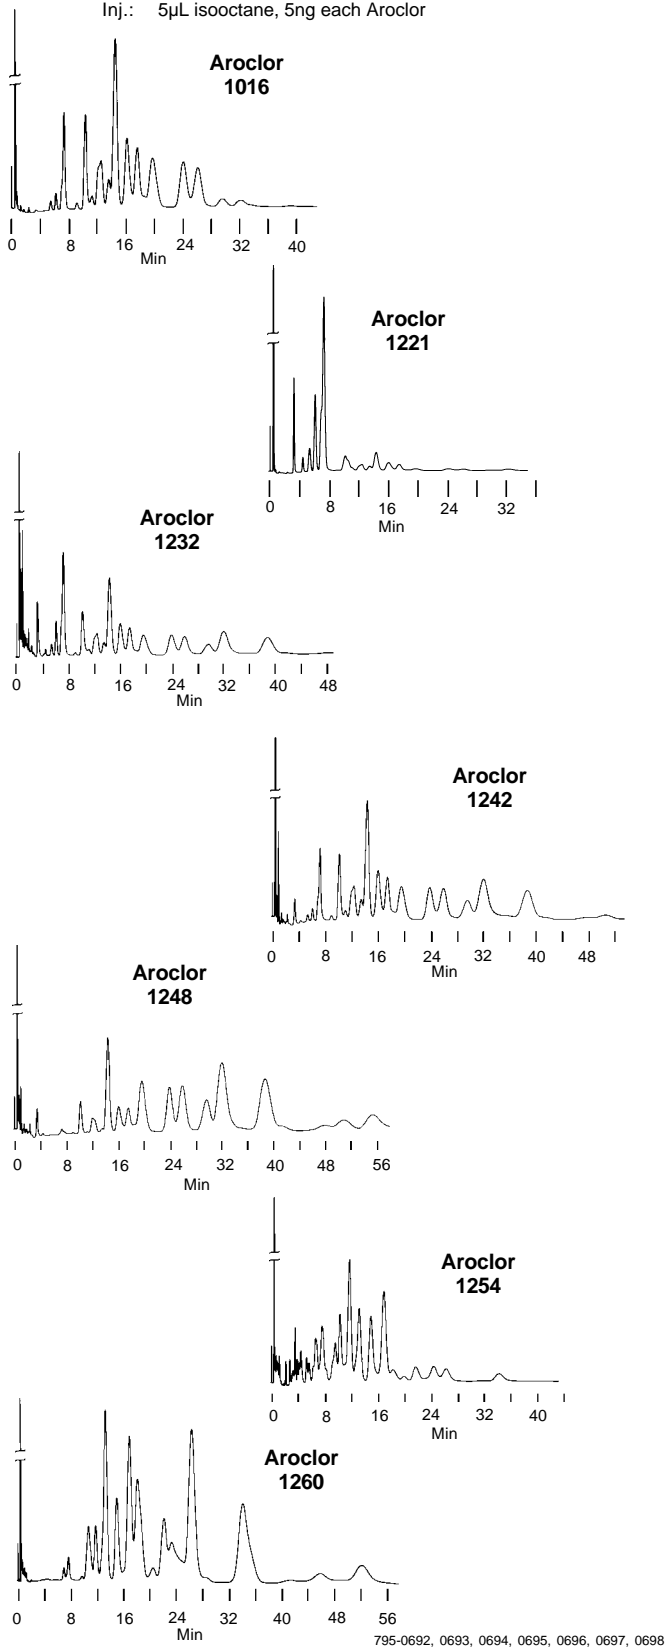 Inj.: 5µL isooctane, 5ng each Aroclor
Aroclor
1016
0 8 16 24 32 40
Min
Aroclor
1221
0 8 16 24 32
Min
Aroclor
1232
0 8 16 24 32 40 48
Min
Aroclor
1242
0 8 16 24 32 40 48
Min
Aroclor
1248
0 8 16 24 32 40 48 56
Min
Aroclor
1254
0 8 16 24 32 40
Min
Aroclor
1260
0 8 16 24 32 40 48 56
Min
795-0692, 0693, 0694, 0695, 0696, 0697, 0698